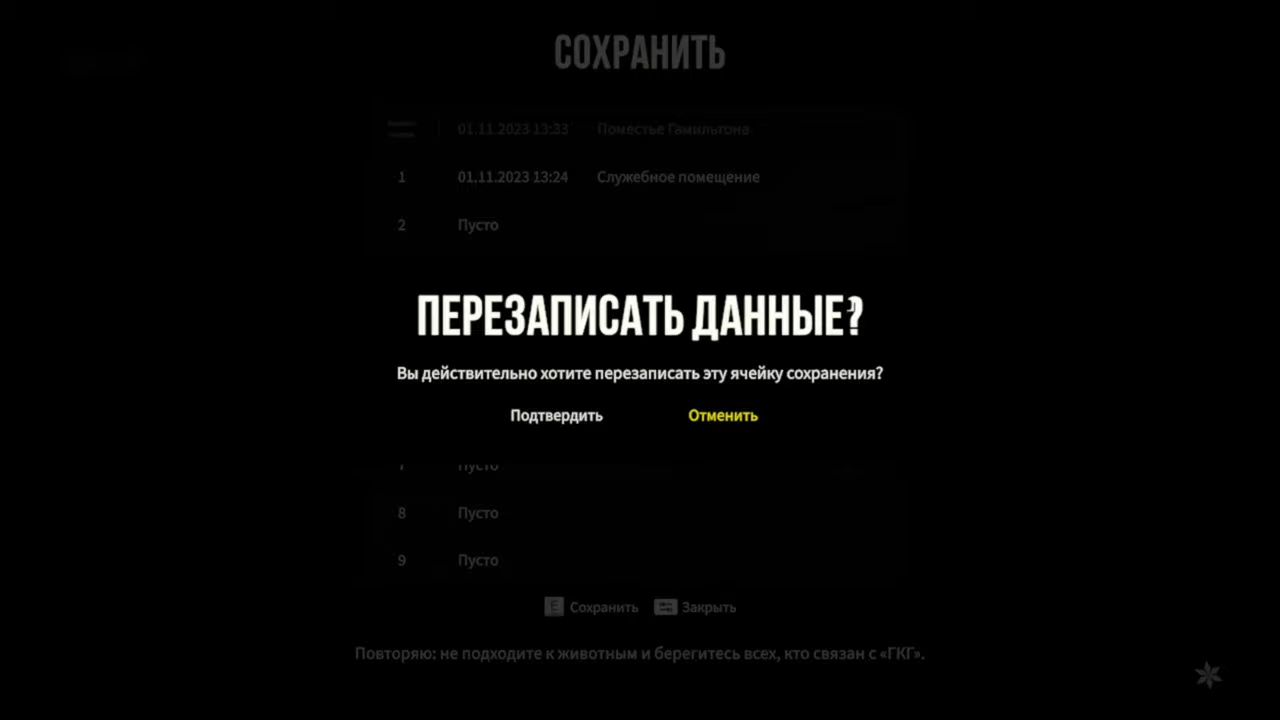 СОХРАНИТЬ
01.11.2023 13:33 Поместье Гамильтона
1 01.11.2023 13:24 Служебное помещение
2 Пусто
ПЕРЕЗАПИСАТЬ ДАННЫЕ?
Вы действительно хотите перезаписать эту ячейку сохранения?
Подтвердить Отменить
7 Пусто
8 Пусто
9 Пусто
E Сохранить Закрыть
Повторяю: не подходите к животным и берегитесь всех, кто связан с «ГКГ».